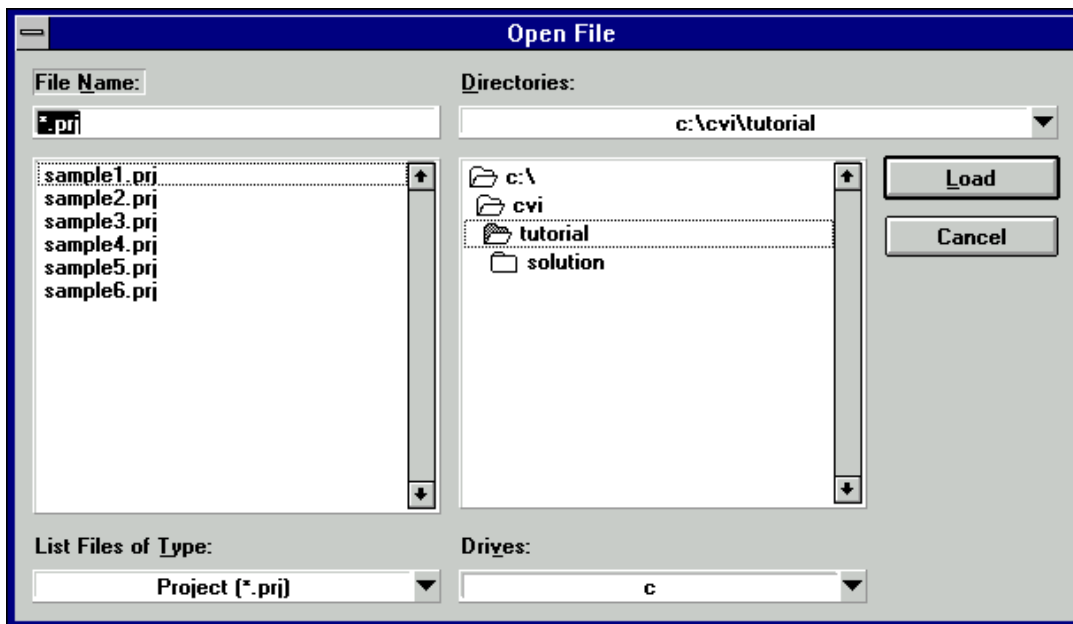 Open File
File Name:
*.prj
sample1.prj
sample2.prj
sample3.prj
sample4.prj
sample5.prj
sample6.prj
List Files of Type:
Project (*.prj)
Directories:
c:\cvi\tutorial
c:\
cvi
tutorial
solution
Drives:
c
Load
Cancel